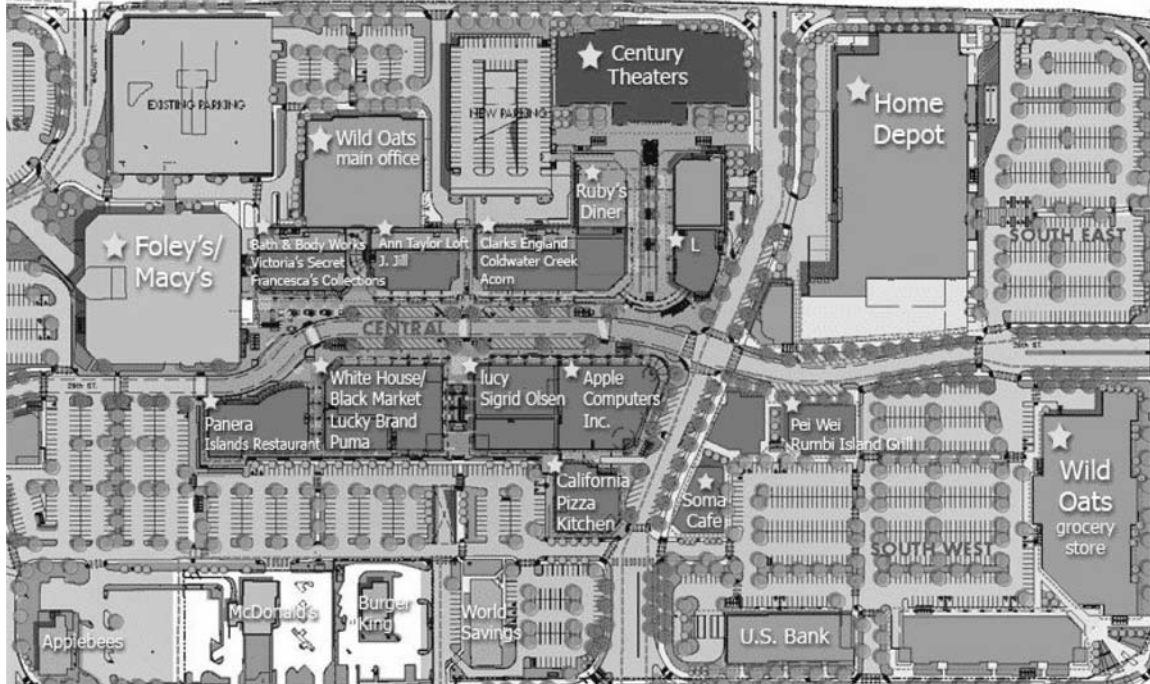 Century
Theaters
Home
Depot
EXISTING PARKING
NEW PARKING
Wild Oats
main office
Ruby's
Diner
Foley's/
Macy's
Bath & Body Works
Victoria's Secret
Francesca's Collections
Ann Taylor Loft
J. Jill
Clarks England
Coldwater Creek
Acorn
L
SOUTH EAST
CENTRAL
29th ST.
White House/
Black Market
Lucky Brand
Puma
lucy
Sigrid Olsen
Apple
Computers
Inc.
Panera
Islands Restaurant
Pei Wei
Rumbi Island Grill
California
Pizza
Kitchen
Soma
Cafe
Wild
Oats
grocery
store
SOUTH WEST
Applebees
McDonald's
Burger
King
World
Savings
U.S. Bank